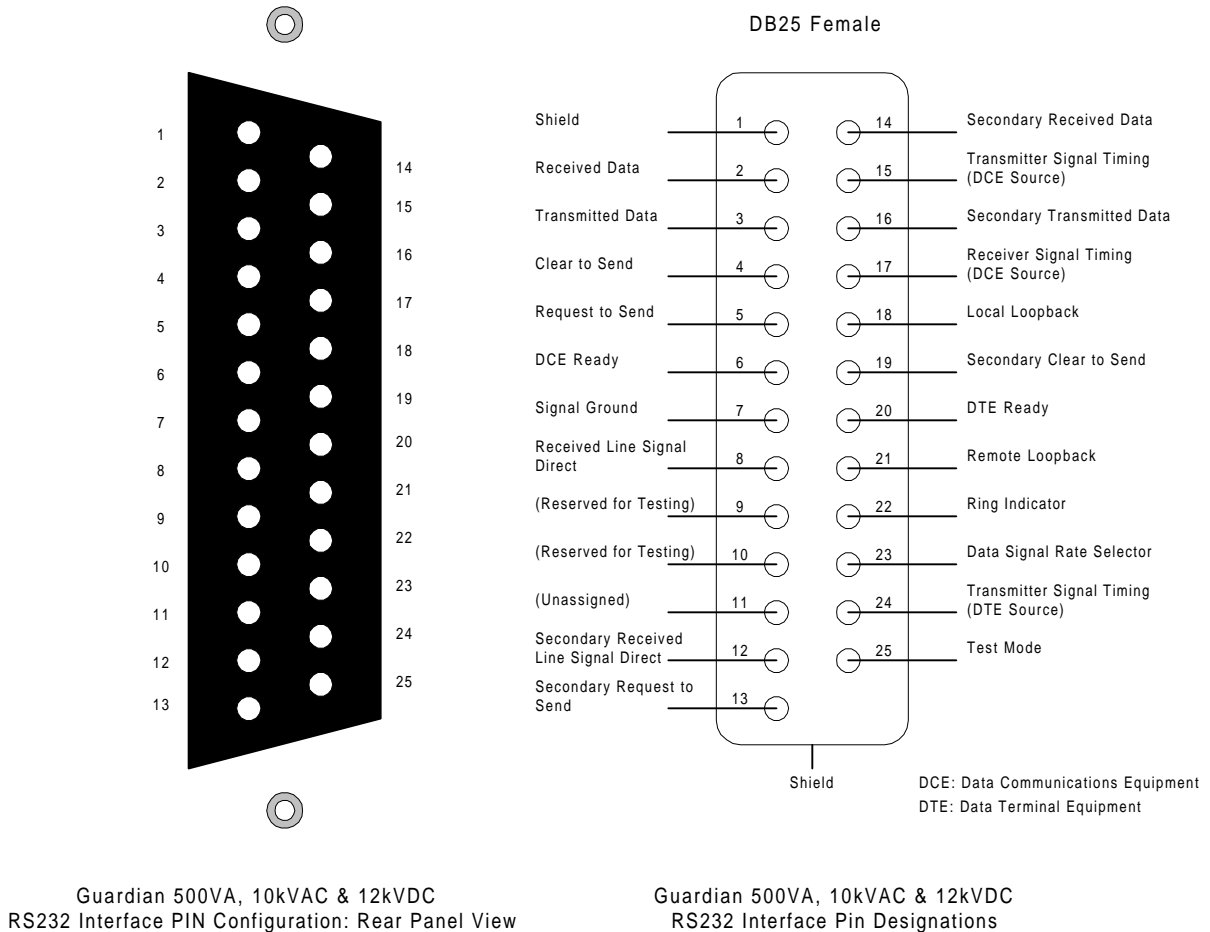 DB25 Female
1
2
3
4
5
6
7
8
9
10
11
12
13
14
15
16
17
18
19
20
21
22
23
24
25
Shield
1
Received Data
2
Transmitted Data
3
Clear to Send
4
Request to Send
5
DCE Ready
6
Signal Ground
7
Received Line Signal
Direct
8
(Reserved for Testing)
9
(Reserved for Testing)
10
(Unassigned)
11
Secondary Received
Line Signal Direct
12
Secondary Request to
Send
13
14
Secondary Received Data
15
Transmitter Signal Timing
(DCE Source)
16
Secondary Transmitted Data
17
Receiver Signal Timing
(DCE Source)
18
Local Loopback
19
Secondary Clear to Send
20
DTE Ready
21
Remote Loopback
22
Ring Indicator
23
Data Signal Rate Selector
24
Transmitter Signal Timing
(DTE Source)
25
Test Mode
Shield
DCE: Data Communications Equipment
DTE: Data Terminal Equipment
Guardian 500VA, 10kVAC & 12kVDC
RS232 Interface PIN Configuration: Rear Panel View
Guardian 500VA, 10kVAC & 12kVDC
RS232 Interface Pin Designations